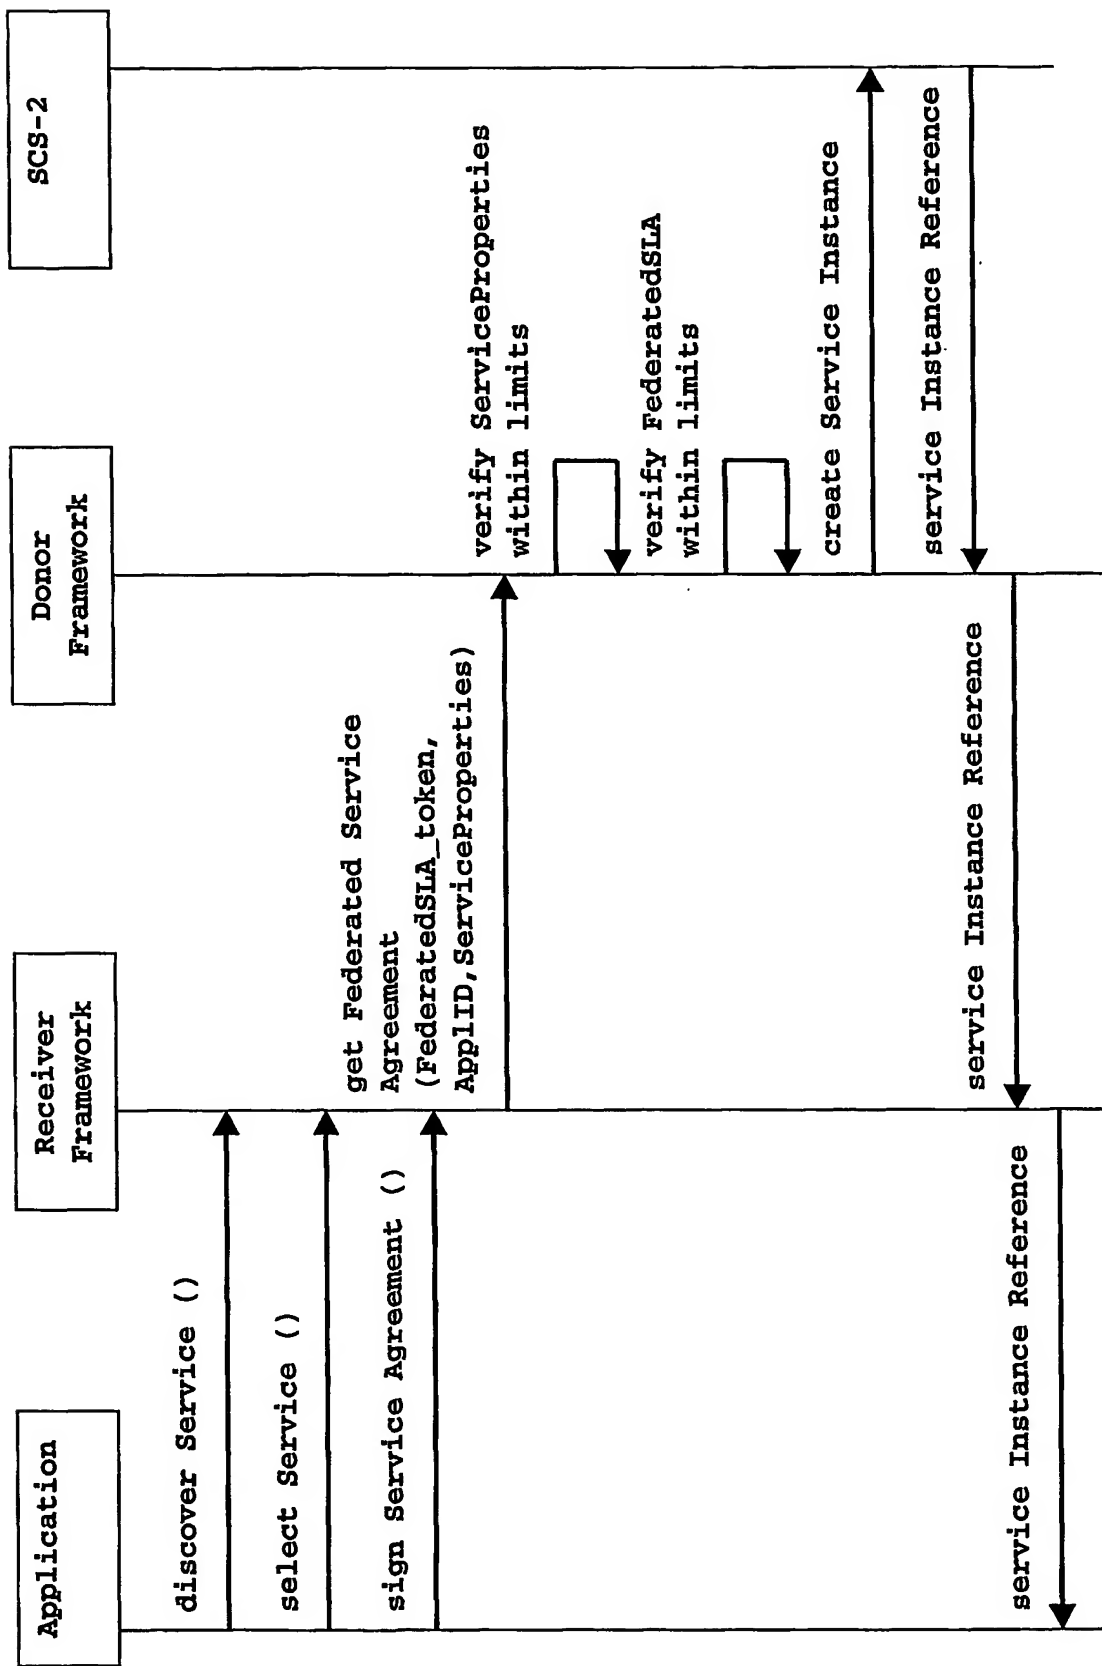 Application
Receiver
Framework
Donor
Framework
SCS-2
discover Service ()
select Service ()
sign Service Agreement ()
get Federated Service
Agreement
(FederatedSLA_token,
ApplID,ServiceProperties)
verify ServiceProperties
within limits
verify FederatedSLA
within limits
create Service Instance
service Instance Reference
service Instance Reference
service Instance Reference